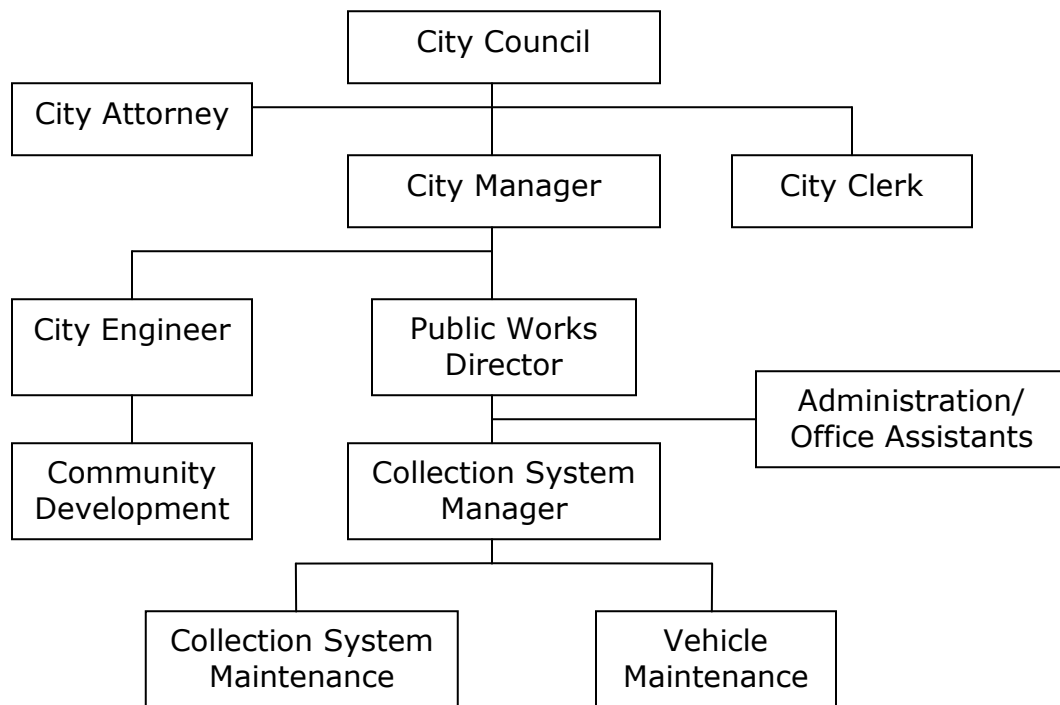 City Council
City Attorney
City Manager
City Clerk
City Engineer
Public Works
Director
Administration/
Office Assistants
Community
Development
Collection System
Manager
Collection System
Maintenance
Vehicle
Maintenance